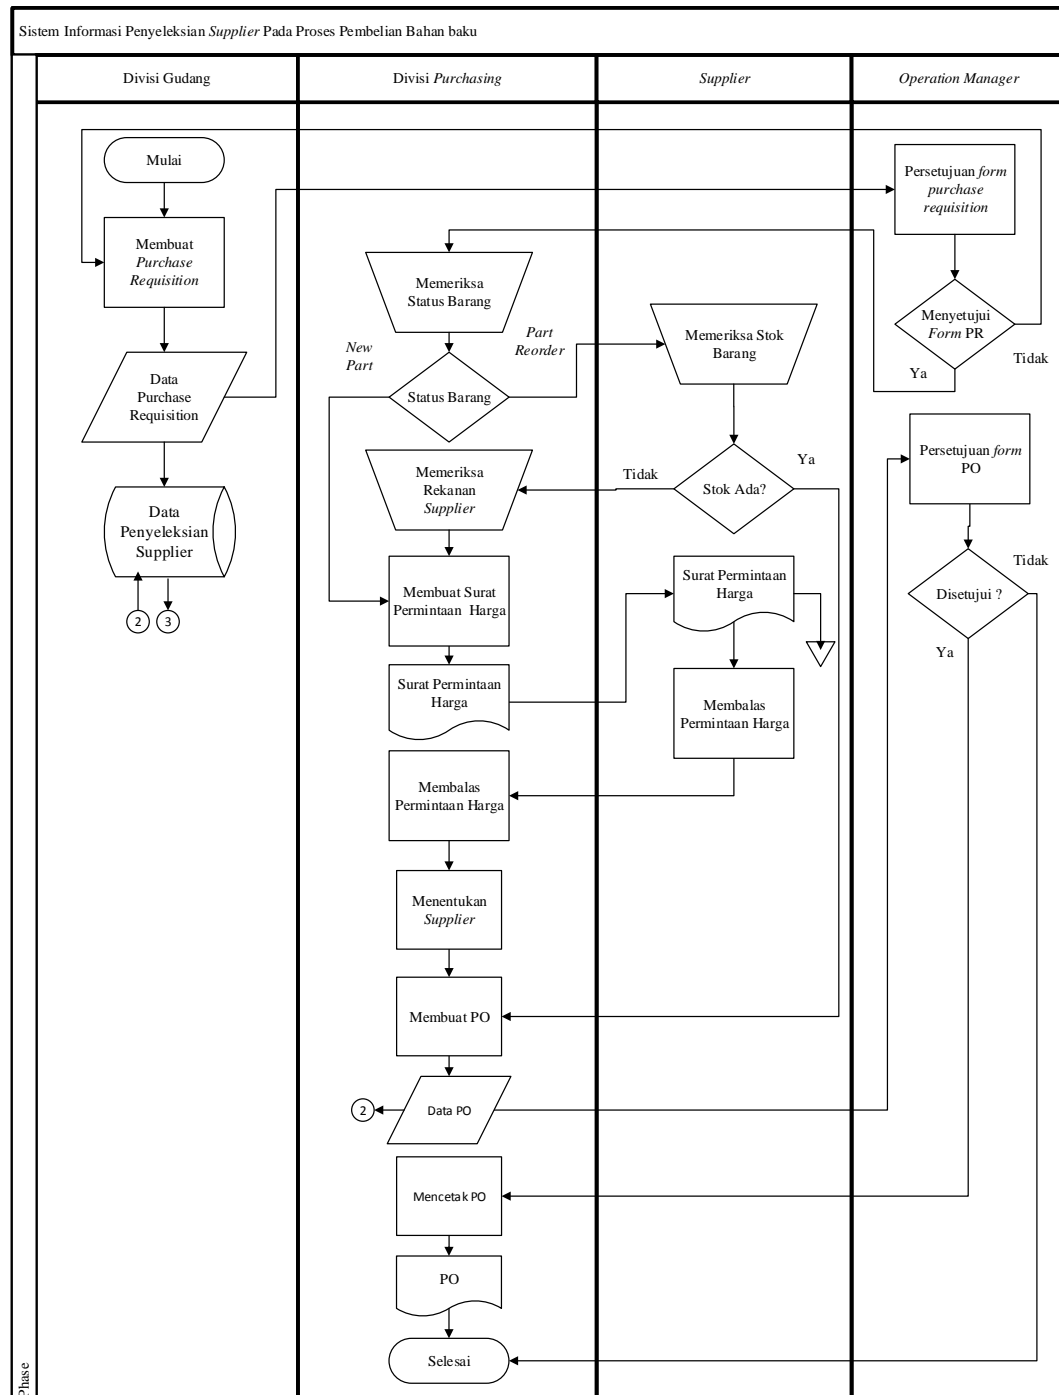 Sistem Informasi Penyeleksian Supplier Pada Proses Pembelian Bahan baku
Divisi Gudang
Divisi Purchasing
Supplier
Operation Manager
Mulai
Membuat
Purchase
Requisition
Data
Purchase
Requisition
Data
Penyeleksian
Supplier
2
3
Memeriksa
Status Barang
New
Part
Part
Reorder
Status Barang
Memeriksa
Rekanan
Supplier
Membuat Surat
Permintaan Harga
Surat Permintaan
Harga
Membalas
Permintaan Harga
Menentukan
Supplier
Membuat PO
Data PO
2
Mencetak PO
PO
Selesai
Memeriksa Stok
Barang
Tidak
Ya
Stok Ada?
Surat Permintaan
Harga
Membalas
Permintaan Harga
Persetujuan form
purchase
requisition
Menyetujui
Form PR
Tidak
Ya
Persetujuan form
PO
Tidak
Disetujui ?
Ya
Phase